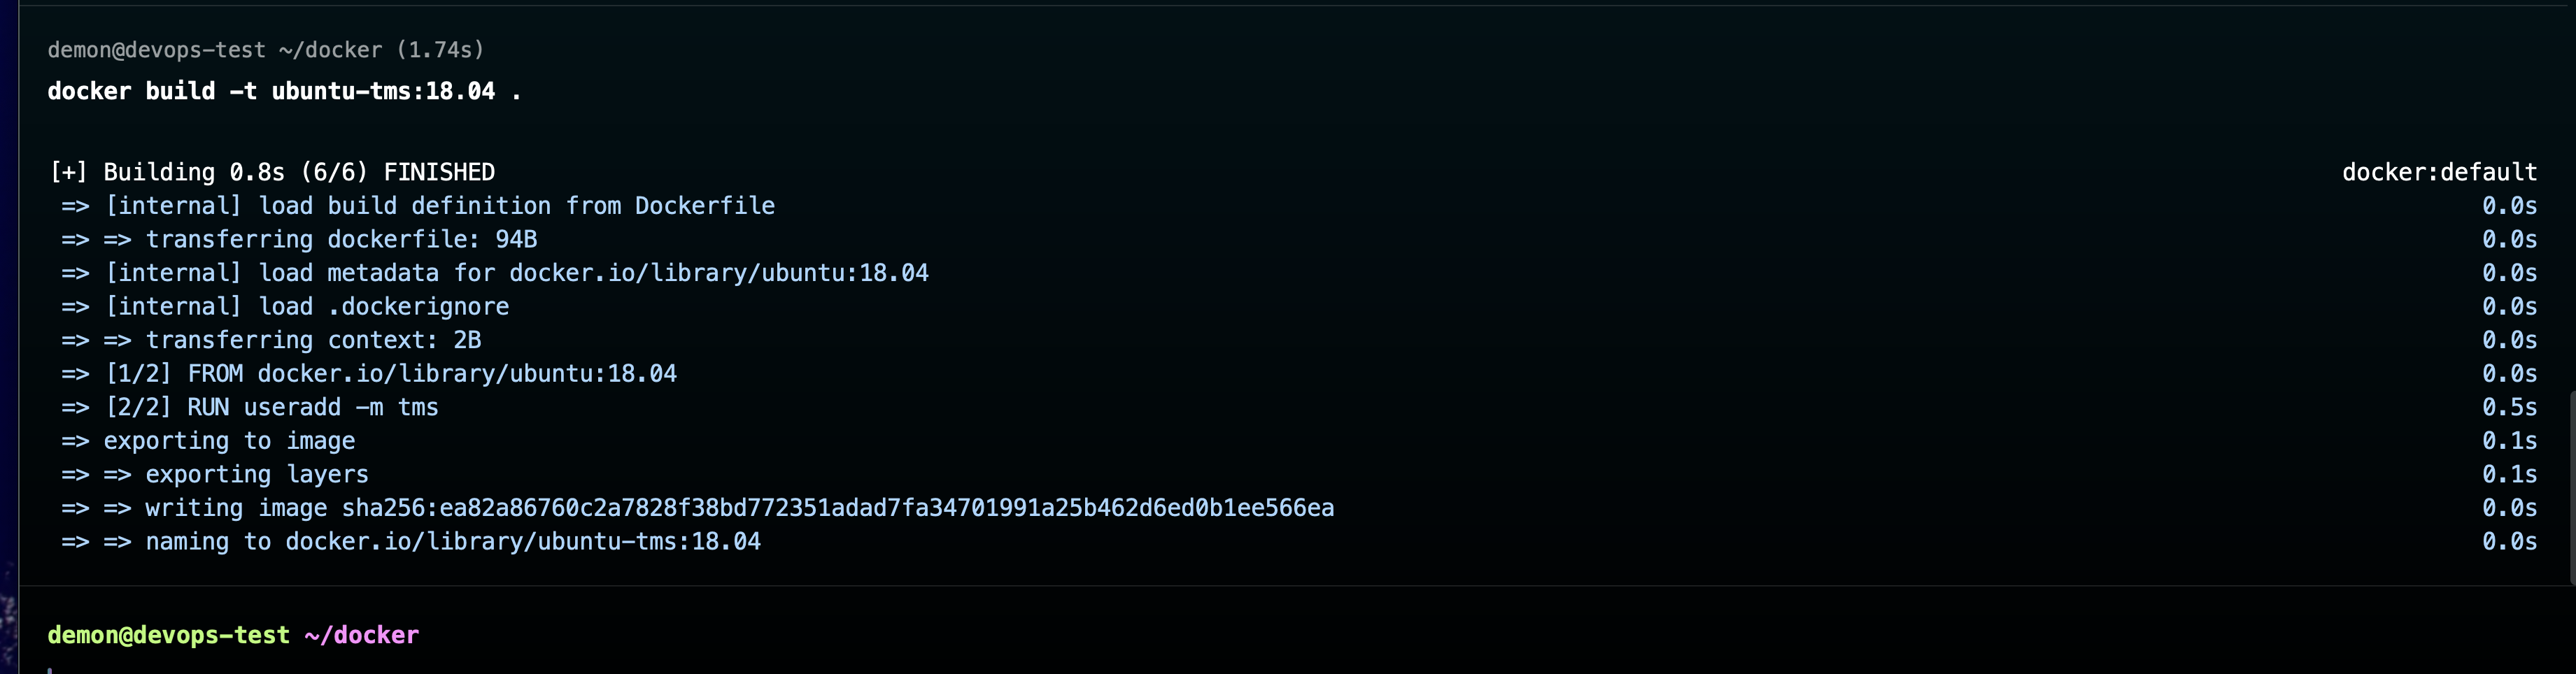 demon@devops-test ~/docker (1.74s)
docker build -t ubuntu-tms:18.04 .
[+] Building 0.8s (6/6) FINISHED docker:default
=> [internal] load build definition from Dockerfile 0.0s
=> => transferring dockerfile: 94B 0.0s
=> [internal] load metadata for docker.io/library/ubuntu:18.04 0.0s
=> [internal] load .dockerignore 0.0s
=> => transferring context: 2B 0.0s
=> [1/2] FROM docker.io/library/ubuntu:18.04 0.0s
=> [2/2] RUN useradd -m tms 0.5s
=> exporting to image 0.1s
=> => exporting layers 0.1s
=> => writing image sha256:ea82a86760c2a7828f38bd772351adad7fa34701991a25b462d6ed0b1ee566ea 0.0s
=> => naming to docker.io/library/ubuntu-tms:18.04 0.0s
demon@devops-test ~/docker